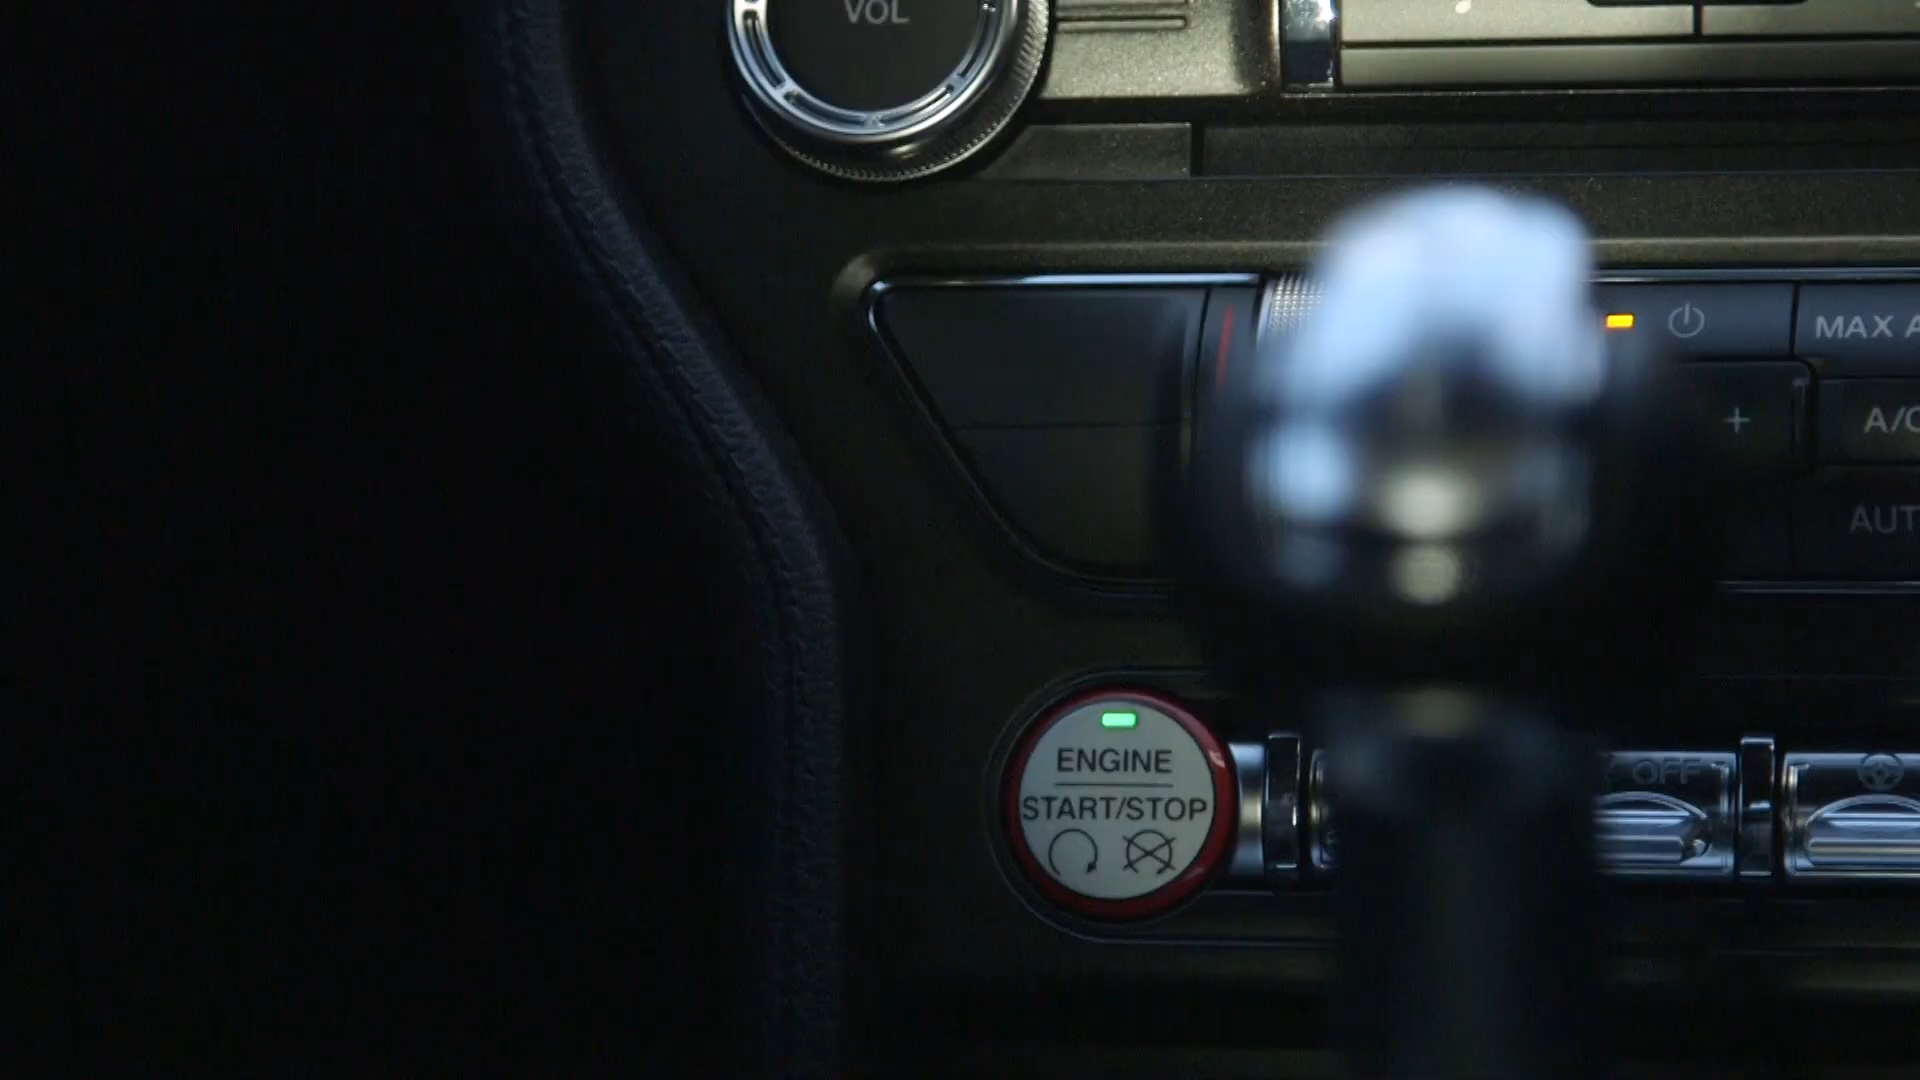 VOL
MAX A
+
A/C
AUT
ENGINE
START/STOP
OFF